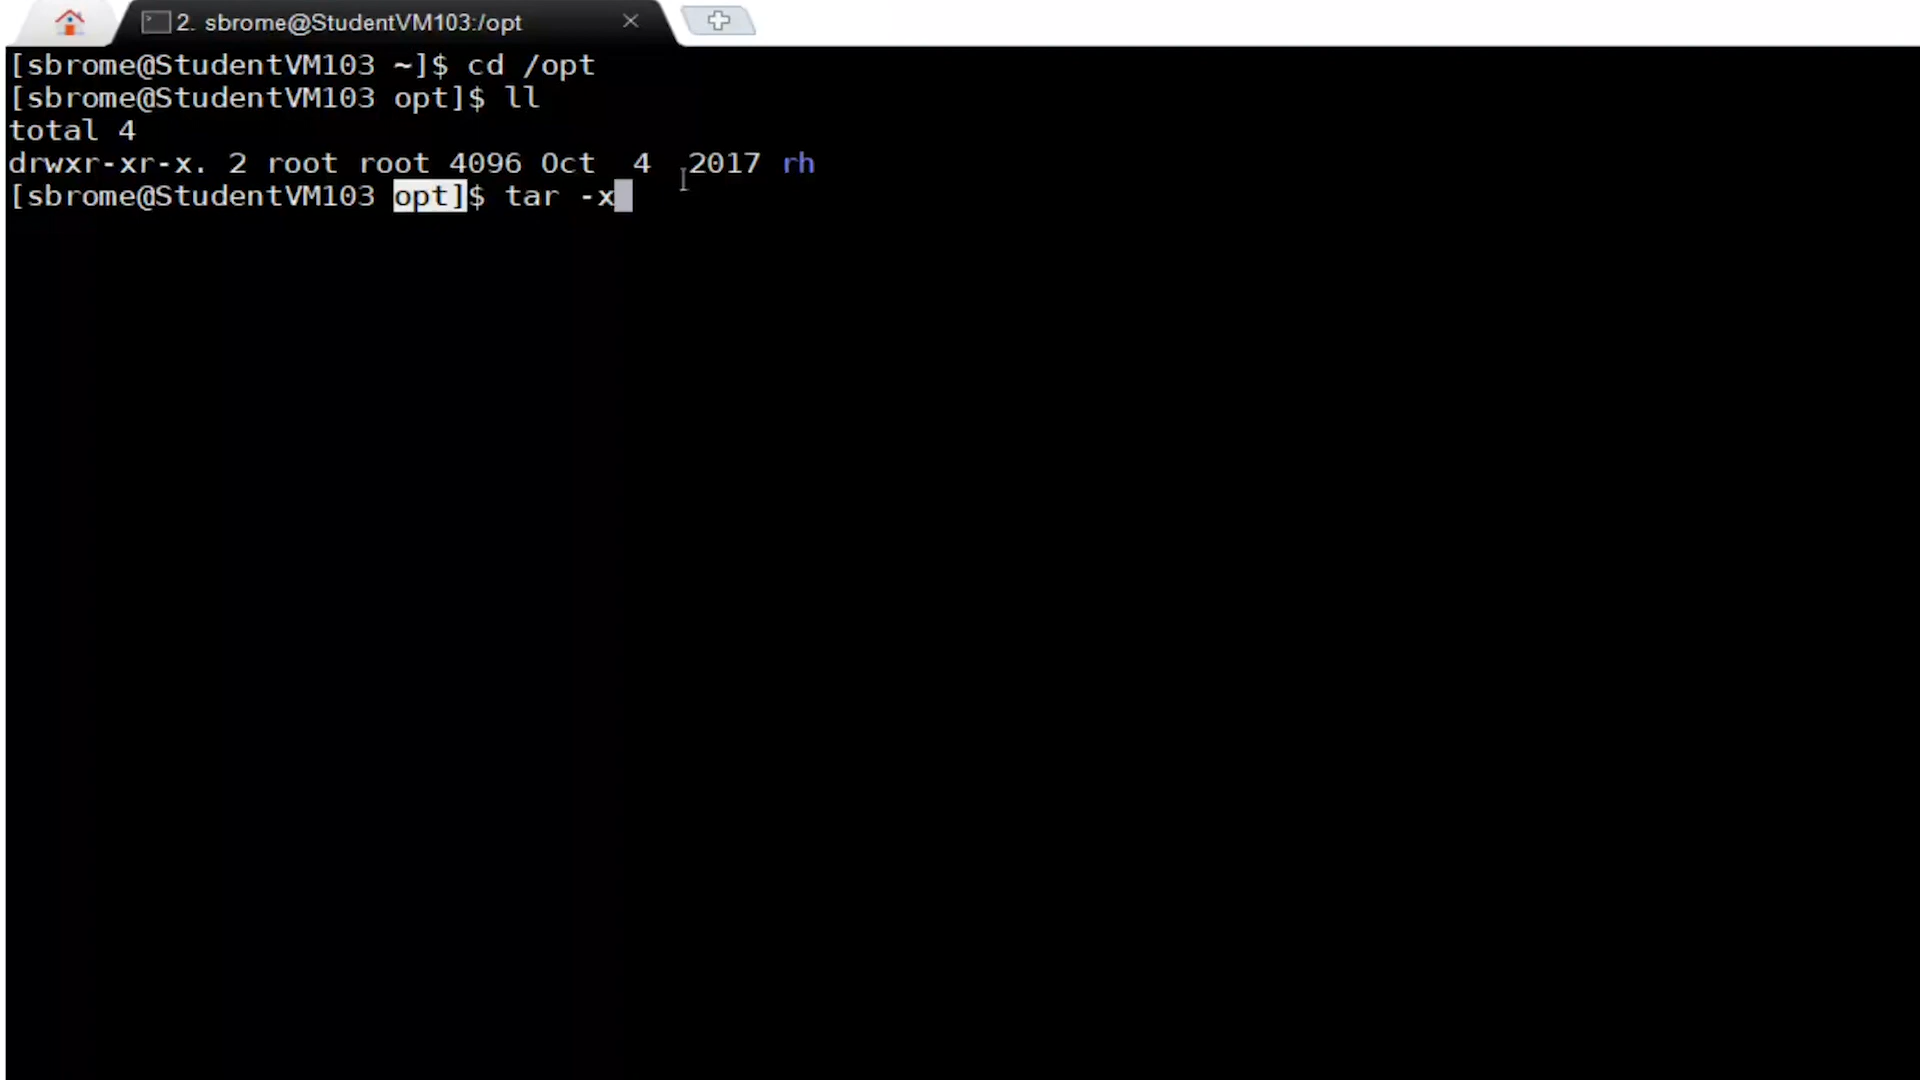 2. sbrome@StudentVM103:/opt
[sbrome@StudentVM103 ~]$ cd /opt
[sbrome@StudentVM103 opt]$ ll
total 4
drwxr-xr-x. 2 root root 4096 Oct  4  2017 rh
[sbrome@StudentVM103 opt]$ tar -x